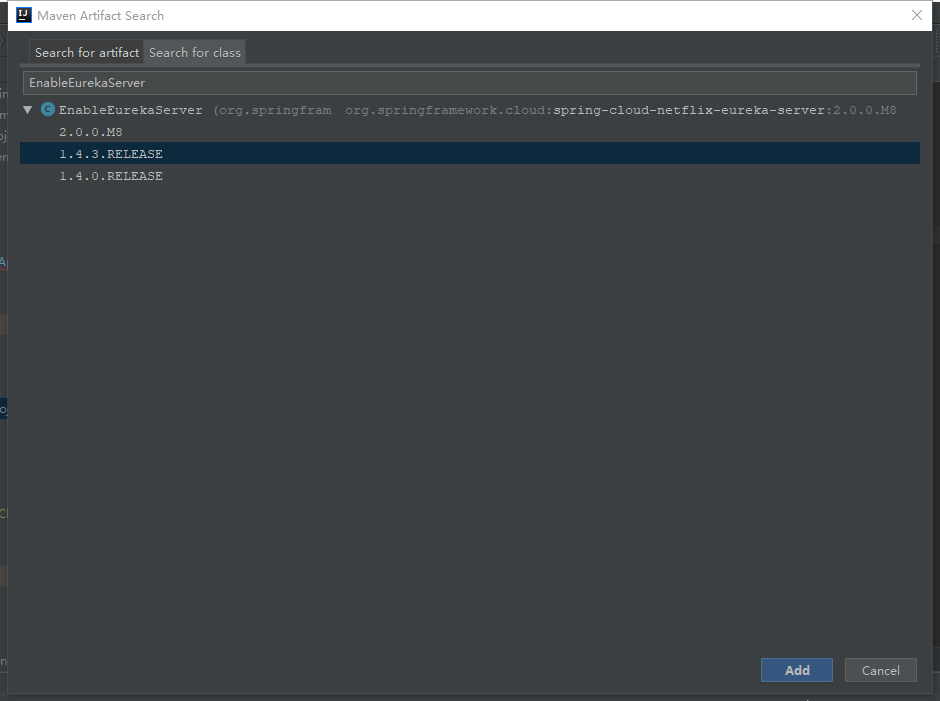 Maven Artifact Search
Search for artifact Search for class
EnableEurekaServer
EnableEurekaServer (org.springfram org.springframework.cloud:spring-cloud-netflix-eureka-server:2.0.0.M8
2.0.0.M8
1.4.3.RELEASE
1.4.0.RELEASE
Add Cancel